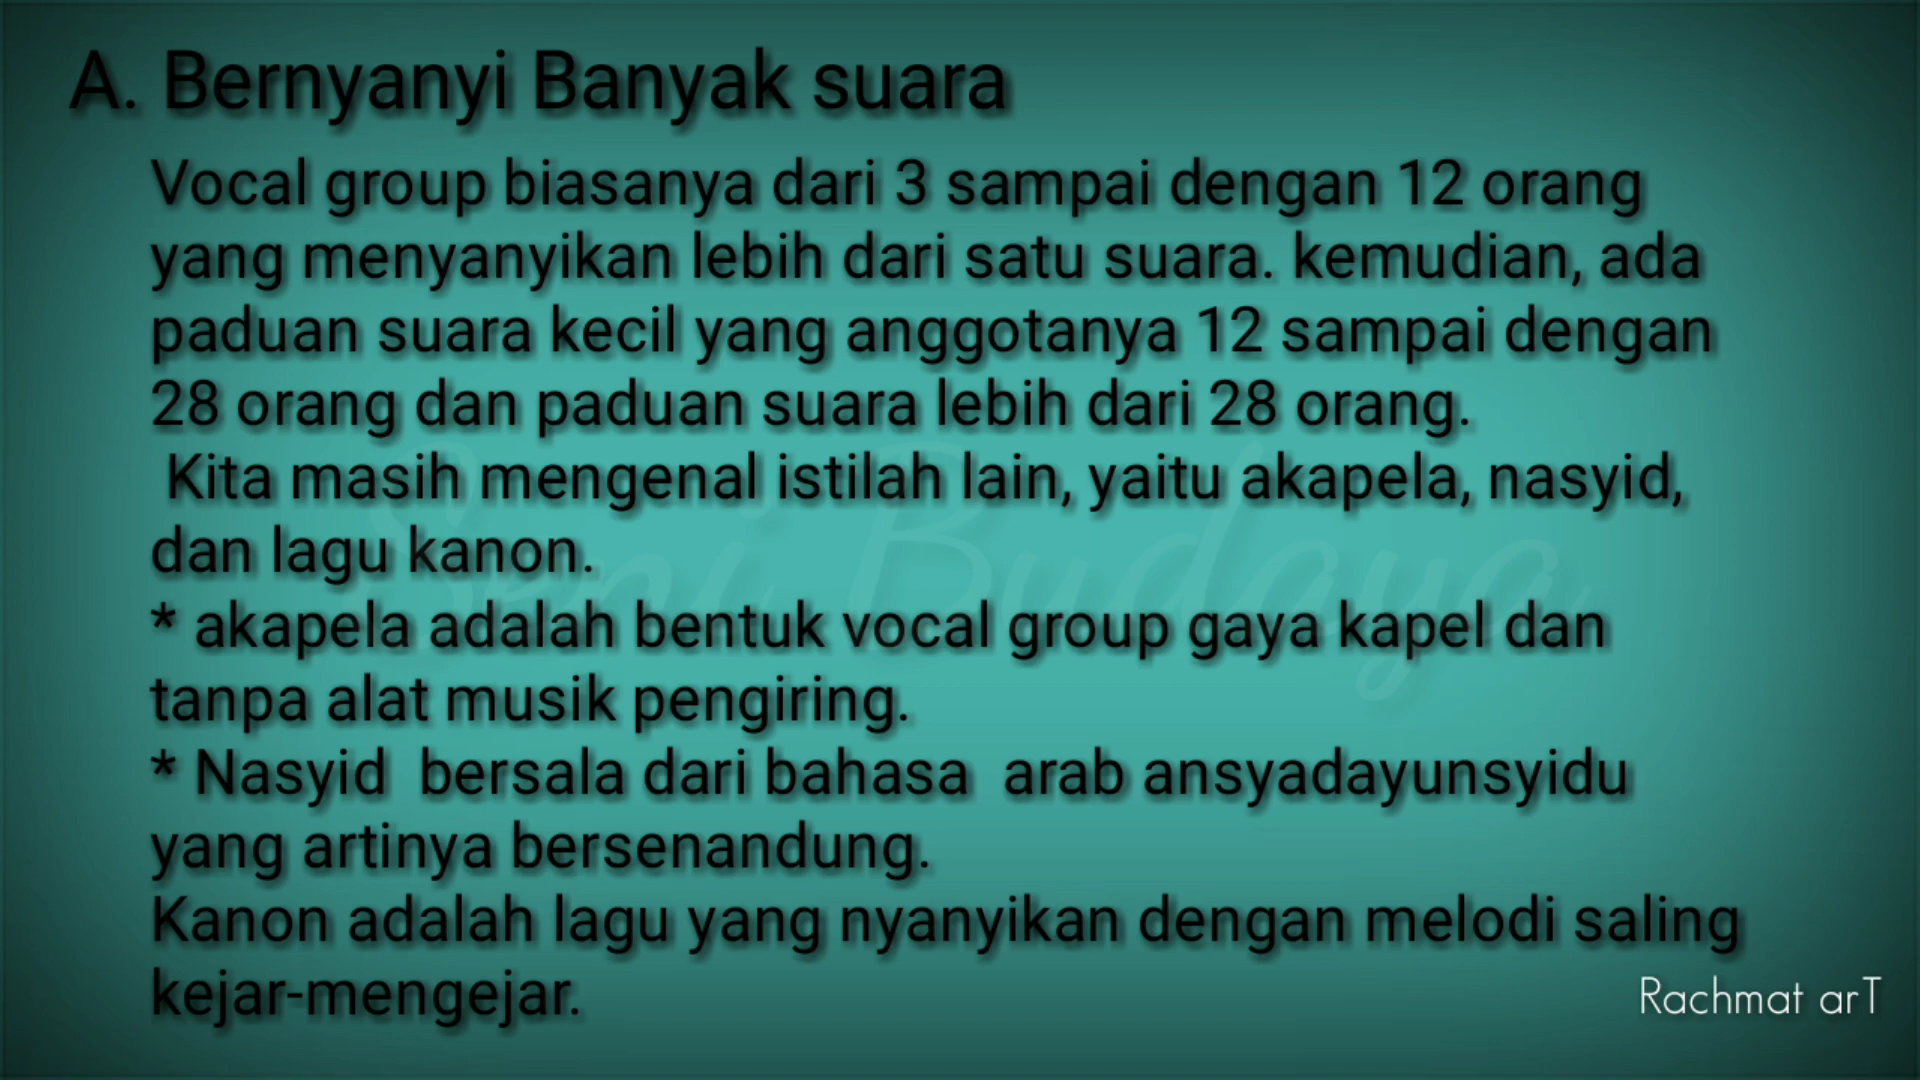 A. Bernyanyi Banyak suara
Vocal group biasanya dari 3 sampai dengan 12 orang
yang menyanyikan lebih dari satu suara. kemudian, ada
paduan suara kecil yang anggotanya 12 sampai dengan
28 orang dan paduan suara lebih dari 28 orang.
Kita masih mengenal istilah lain, yaitu akapela, nasyid,
dan lagu kanon.
* akapela adalah bentuk vocal group gaya kapel dan
tanpa alat musik pengiring.
* Nasyid bersala dari bahasa arab ansyadayunsyidu
yang artinya bersenandung.
Kanon adalah lagu yang nyanyikan dengan melodi saling
kejar-mengejar.
Seni Budaya
Rachmat arT